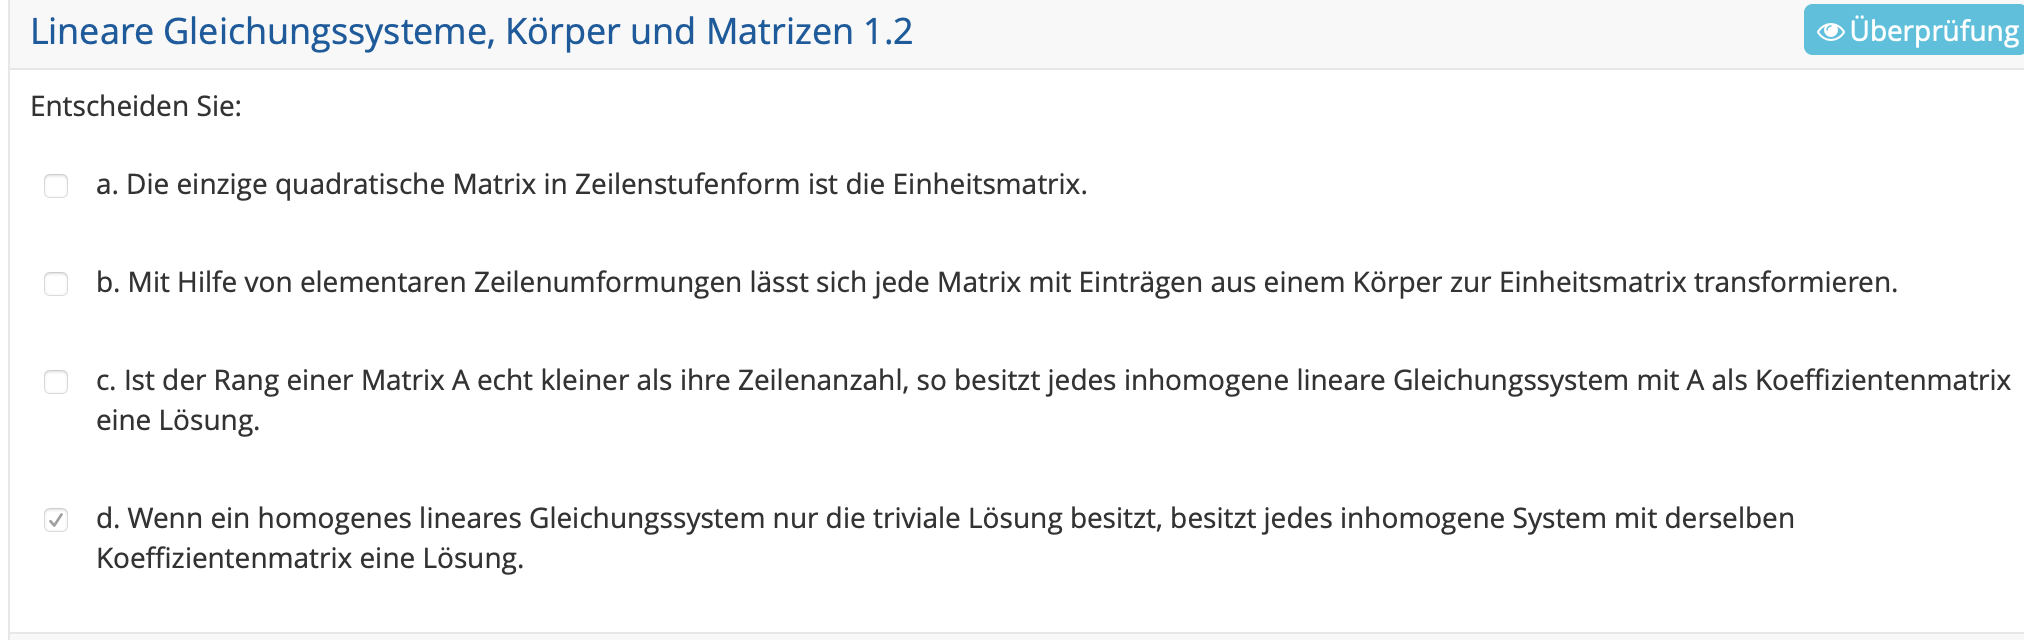 Lineare Gleichungssysteme, Körper und Matrizen 1.2
Überprüfung
Entscheiden Sie:
a. Die einzige quadratische Matrix in Zeilenstufenform ist die Einheitsmatrix.
b. Mit Hilfe von elementaren Zeilenumformungen lässt sich jede Matrix mit Einträgen aus einem Körper zur Einheitsmatrix transformieren.
c. Ist der Rang einer Matrix A echt kleiner als ihre Zeilenanzahl, so besitzt jedes inhomogene lineare Gleichungssystem mit A als Koeffizientenmatrix
eine Lösung.
d. Wenn ein homogenes lineares Gleichungssystem nur die triviale Lösung besitzt, besitzt jedes inhomogene System mit derselben
Koeffizientenmatrix eine Lösung.